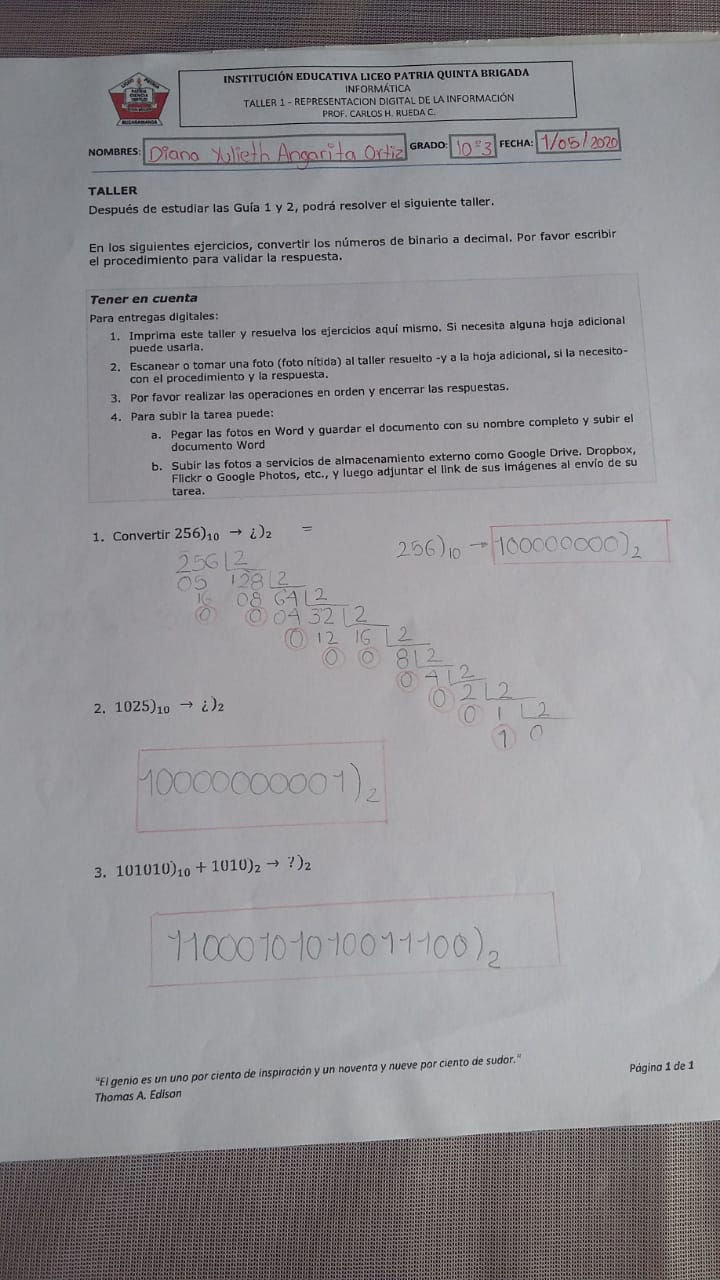 LICEO PATRIA
PATRIA
CIENCIA
VIRTUD
BUCARAMANGA
INSTITUCIÓN EDUCATIVA LICEO PATRIA QUINTA BRIGADA
INFORMÁTICA
TALLER 1 - REPRESENTACION DIGITAL DE LA INFORMACIÓN
PROF. CARLOS H. RUEDA C.
NOMBRES: Diana Yulieth Angarita Ortiz GRADO: 10°3 FECHA: 1/05/2020
TALLER
Después de estudiar las Guía 1 y 2, podrá resolver el siguiente taller.
En los siguientes ejercicios, convertir los números de binario a decimal. Por favor escribir
el procedimiento para validar la respuesta.
Tener en cuenta
Para entregas digitales:
1. Imprima este taller y resuelva los ejercicios aquí mismo. Si necesita alguna hoja adicional
puede usarla.
2. Escanear o tomar una foto (foto nítida) al taller resuelto -y a la hoja adicional, si la necesito-
con el procedimiento y la respuesta.
3. Por favor realizar las operaciones en orden y encerrar las respuestas.
4. Para subir la tarea puede:
a. Pegar las fotos en Word y guardar el documento con su nombre completo y subir el
documento Word
b. Subir las fotos a servicios de almacenamiento externo como Google Drive. Dropbox,
Flickr o Google Photos, etc., y luego adjuntar el link de sus imágenes al envío de su
tarea.
1. Convertir 256)₁₀ → ¿)₂ =
256)₁₀ → 100000000)₂
256 2
05 128 2
16 08 64 2
0 0 04 32 2
0 12 16 2
0 0 8 2
0 4 2
0 2 2
0 1 2
1 0
2. 1025)₁₀ → ¿)₂
10000000001)₂
3. 101010)₁₀ + 1010)₂ → ?)₂
11000101010011100)₂
"El genio es un uno por ciento de inspiración y un noventa y nueve por ciento de sudor."
Thomas A. Edison
Página 1 de 1